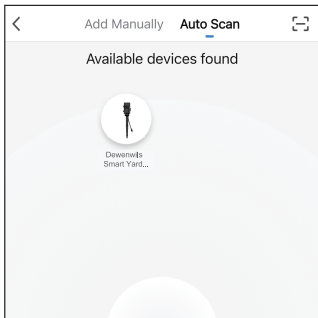 Add Manually Auto Scan
Available devices found
Dewenwils
Smart Yard...